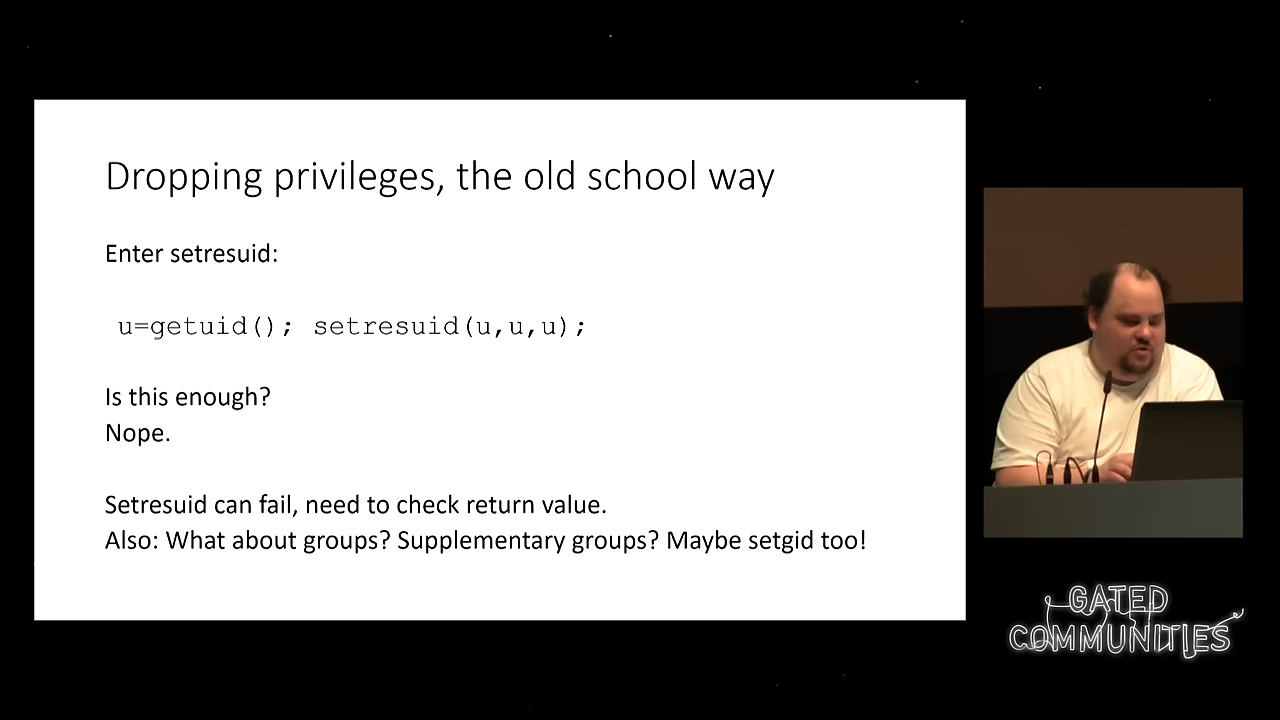 Dropping privileges, the old school way
Enter setresuid:
u=getuid(); setresuid(u,u,u);
Is this enough?
Nope.
Setresuid can fail, need to check return value.
Also: What about groups? Supplementary groups? Maybe setgid too!
GATED
COMMUNITIES